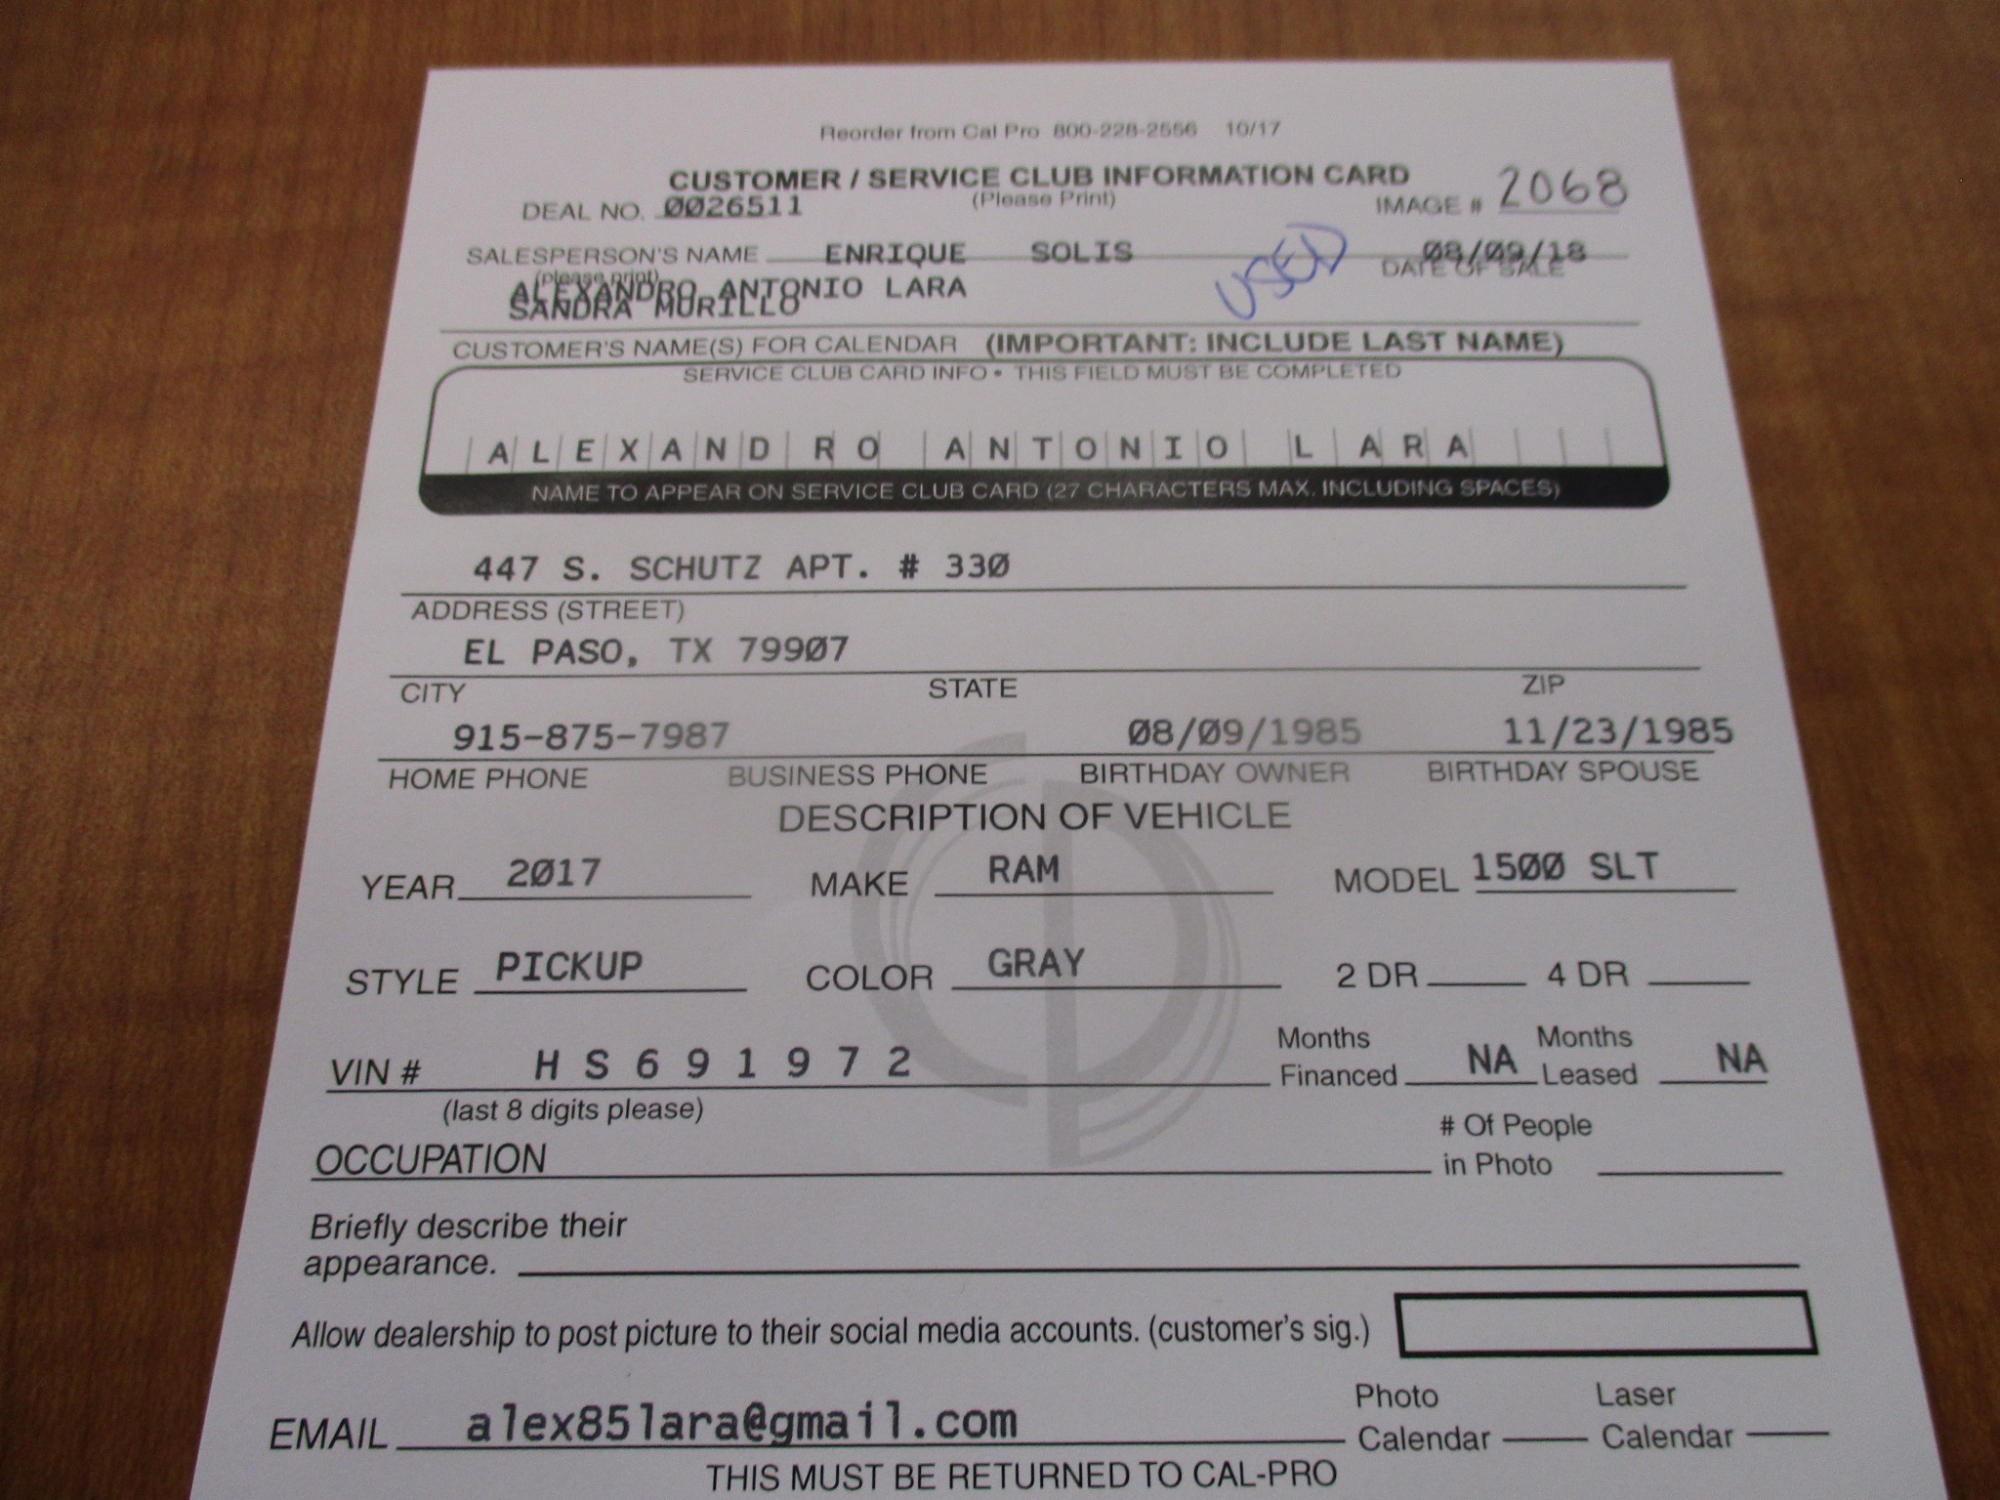 Reorder from Cal Pro 800-228-2556 10/17
CUSTOMER / SERVICE CLUB INFORMATION CARD
DEAL NO. 0026511 (Please Print) IMAGE # 2068
SALESPERSON'S NAME ENRIQUE SOLIS USED 08/09/18
(please print) DATE OF SALE
ALEXANDRO ANTONIO LARA
SANDRA MURILLO
CUSTOMER'S NAME(S) FOR CALENDAR (IMPORTANT: INCLUDE LAST NAME)
SERVICE CLUB CARD INFO • THIS FIELD MUST BE COMPLETED
ALEXANDRO ANTONIO LARA
NAME TO APPEAR ON SERVICE CLUB CARD (27 CHARACTERS MAX. INCLUDING SPACES)
447 S. SCHUTZ APT. # 330
ADDRESS (STREET)
EL PASO, TX 79907
CITY STATE ZIP
915-875-7987 08/09/1985 11/23/1985
HOME PHONE BUSINESS PHONE BIRTHDAY OWNER BIRTHDAY SPOUSE
DESCRIPTION OF VEHICLE
YEAR 2017 MAKE RAM MODEL 1500 SLT
STYLE PICKUP COLOR GRAY 2 DR 4 DR
VIN # HS691972 Months Financed NA Months Leased NA
(last 8 digits please)
OCCUPATION # Of People in Photo
Briefly describe their
appearance.
Allow dealership to post picture to their social media accounts. (customer's sig.)
EMAIL alex85lara@gmail.com Photo Calendar Laser Calendar
THIS MUST BE RETURNED TO CAL-PRO